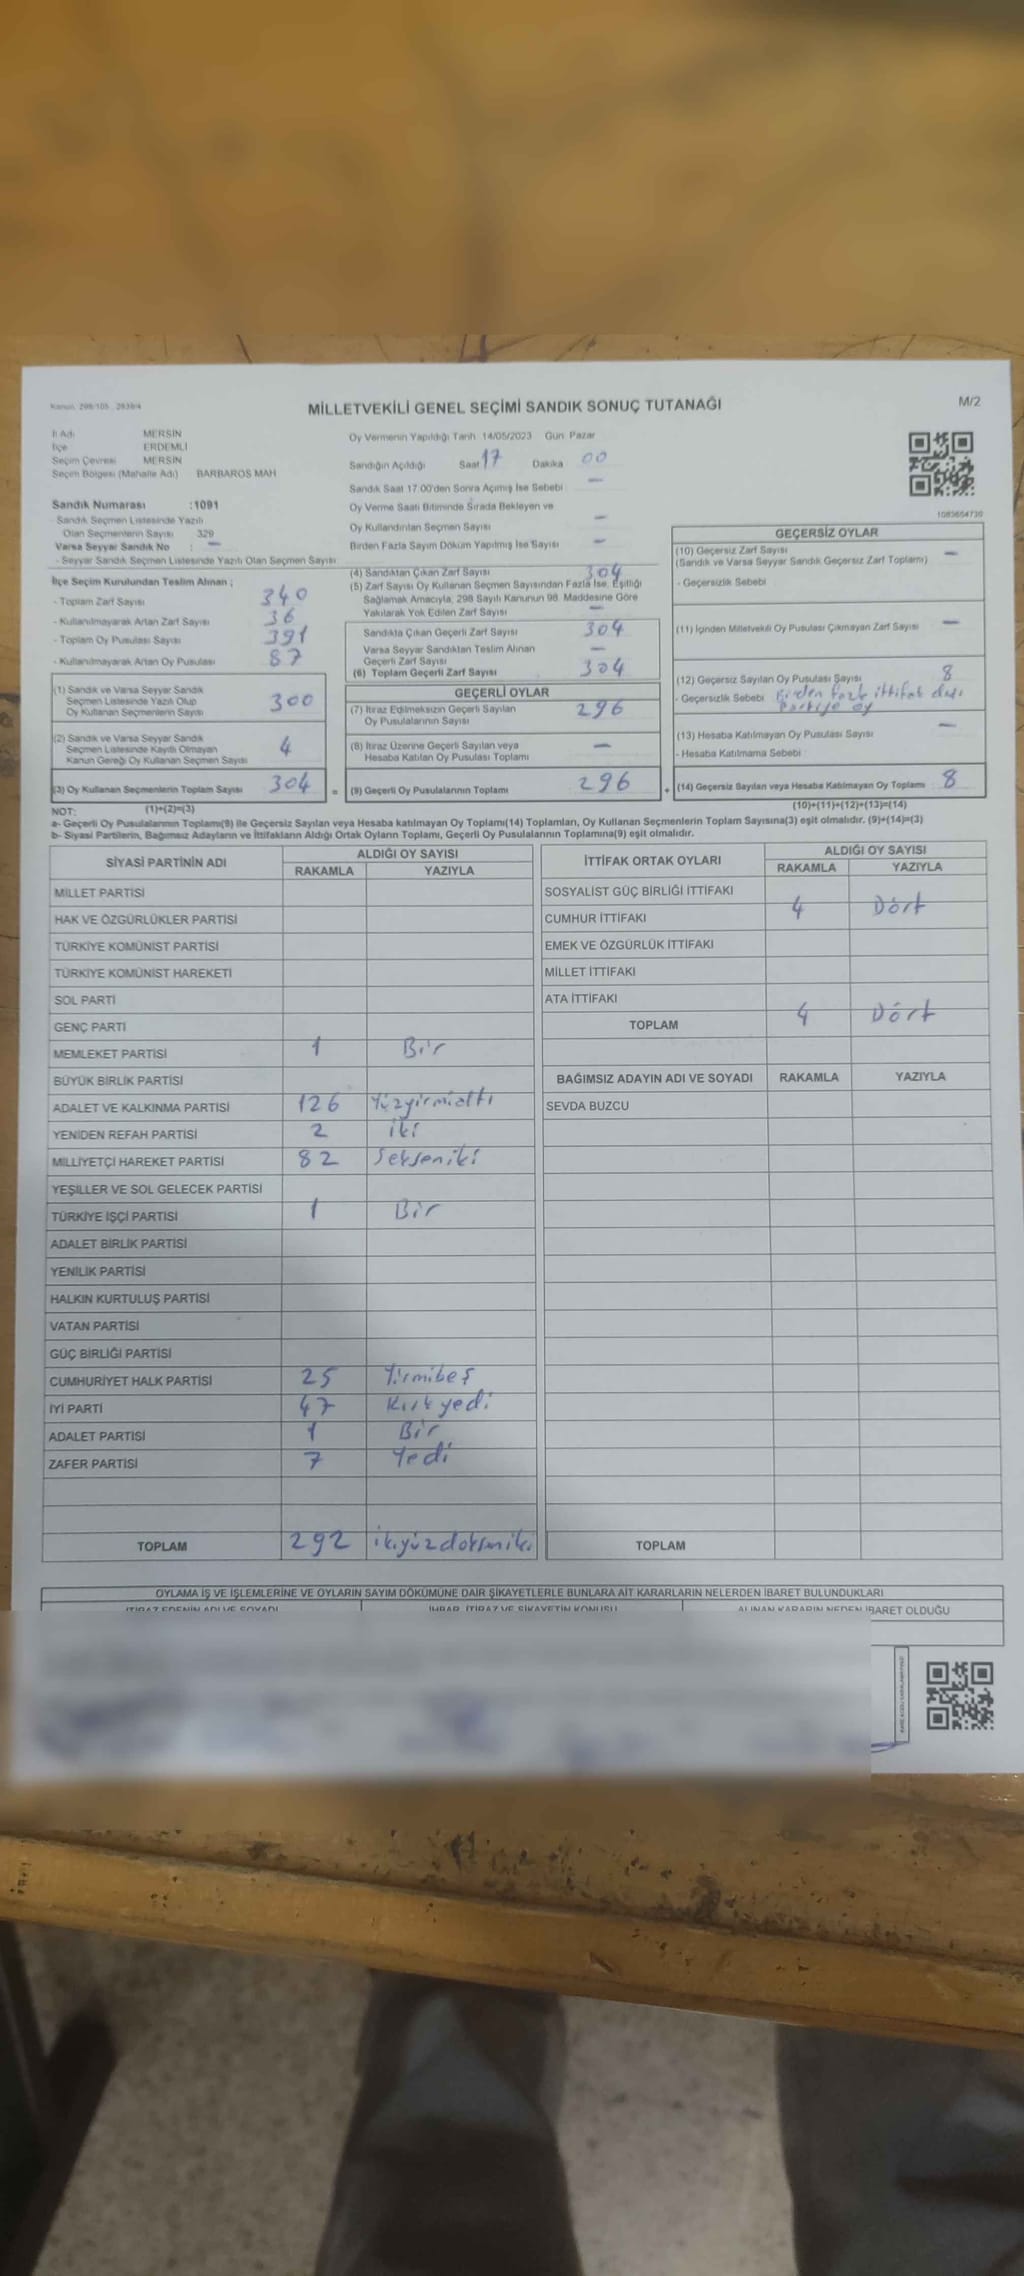 Kanun: 298/105 , 2839/4
MİLLETVEKİLİ GENEL SEÇİMİ SANDIK SONUÇ TUTANAĞI
M/2
İl Adı MERSİN
İlçe ERDEMLİ
Seçim Çevresi MERSİN
Seçim Bölgesi (Mahalle Adı) BARBAROS MAH
Sandık Numarası :1091
Sandık Seçmen Listesinde Yazılı
Olan Seçmenlerin Sayısı 329
Varsa Seyyar Sandık No : —
- Seyyar Sandık Seçmen Listesinde Yazılı Olan Seçmen Sayısı
Oy Vermenin Yapıldığı Tarih 14/05/2023 Gün Pazar
Sandığın Açıldığı Saat 17 Dakika 00
Sandık Saat 17:00'den Sonra Açımış İse Sebebi —
Oy Verme Saati Bitiminde Sırada Bekleyen ve
Oy Kullandırılan Seçmen Sayısı —
Birden Fazla Sayım Döküm Yapılmış İse Sayısı —
1083654730
İlçe Seçim Kurulundan Teslim Alınan ;
- Toplam Zarf Sayısı 340
- Kullanılmayarak Artan Zarf Sayısı 36
- Toplam Oy Pusulası Sayısı 391
- Kullanılmayarak Artan Oy Pusulası 87
(1) Sandık ve Varsa Seyyar Sandık
Seçmen Listesinde Yazılı Olup
Oy Kullanan Seçmenlerin Sayısı 300
(2) Sandık ve Varsa Seyyar Sandık
Seçmen Listesinde Kayıtlı Olmayan
Kanun Gereği Oy Kullanan Seçmen Sayısı 4
(3) Oy Kullanan Seçmenlerin Toplam Sayısı 304 =
(4) Sandıktan Çıkan Zarf Sayısı 304
(5) Zarf Sayısı Oy Kullanan Seçmen Sayısından Fazla İse, Eşitliği
Sağlamak Amacıyla, 298 Sayılı Kanunun 98. Maddesine Göre
Yakılarak Yok Edilen Zarf Sayısı —
Sandıkta Çıkan Geçerli Zarf Sayısı 304
Varsa Seyyar Sandıktan Teslim Alınan
Geçerli Zarf Sayısı —
(6) Toplam Geçerli Zarf Sayısı 304
GEÇERLİ OYLAR
(7) İtiraz Edilmeksizin Geçerli Sayılan
Oy Pusulalarının Sayısı 296
(8) İtiraz Üzerine Geçerli Sayılan veya
Hesaba Katılan Oy Pusulası Toplamı —
(9) Geçerli Oy Pusulalarının Toplamı 296 +
GEÇERSİZ OYLAR
(10) Geçersiz Zarf Sayısı —
(Sandık ve Varsa Seyyar Sandık Geçersiz Zarf Toplamı)
- Geçersizlik Sebebi
(11) İçinden Milletvekili Oy Pusulası Çıkmayan Zarf Sayısı —
(12) Geçersiz Sayılan Oy Pusulası Sayısı 8
- Geçersizlik Sebebi Birden fazla ittifak dışı
Partiye oy
(13) Hesaba Katılmayan Oy Pusulası Sayısı —
- Hesaba Katılmama Sebebi :
(14) Geçersiz Sayılan veya Hesaba Katılmayan Oy Toplamı 8
NOT: (1)+(2)=(3)
(10)+(11)+(12)+(13)=(14)
a- Geçerli Oy Pusulalarının Toplamı(9) ile Geçersiz Sayılan veya Hesaba katılmayan Oy Toplamı(14) Toplamları, Oy Kullanan Seçmenlerin Toplam Sayısına(3) eşit olmalıdır. (9)+(14)=(3)
b- Siyasi Partilerin, Bağımsız Adayların ve İttifakların Aldığı Ortak Oyların Toplamı, Geçerli Oy Pusulalarının Toplamına(9) eşit olmalıdır.
SİYASİ PARTİNİN ADI ALDIĞI OY SAYISI
RAKAMLA YAZIYLA
MİLLET PARTİSİ
HAK VE ÖZGÜRLÜKLER PARTİSİ
TÜRKİYE KOMÜNİST PARTİSİ
TÜRKİYE KOMÜNİST HAREKETİ
SOL PARTİ
GENÇ PARTİ
MEMLEKET PARTİSİ 1 Bir
BÜYÜK BİRLİK PARTİSİ
ADALET VE KALKINMA PARTİSİ 126 Yüzyirmialtı
YENİDEN REFAH PARTİSİ 2 iki
MİLLİYETÇİ HAREKET PARTİSİ 82 Sekseniki
YEŞİLLER VE SOL GELECEK PARTİSİ
TÜRKİYE İŞÇİ PARTİSİ 1 Bir
ADALET BİRLİK PARTİSİ
YENİLİK PARTİSİ
HALKIN KURTULUŞ PARTİSİ
VATAN PARTİSİ
GÜÇ BİRLİĞİ PARTİSİ
CUMHURİYET HALK PARTİSİ 25 Yirmibeş
İYİ PARTİ 47 Kırkyedi
ADALET PARTİSİ 1 Bir
ZAFER PARTİSİ 7 Yedi
TOPLAM 292 ikiyüzdoksaniki
İTTİFAK ORTAK OYLARI ALDIĞI OY SAYISI
RAKAMLA YAZIYLA
SOSYALİST GÜÇ BİRLİĞİ İTTİFAKI
CUMHUR İTTİFAKI 4 Dört
EMEK VE ÖZGÜRLÜK İTTİFAKI
MİLLET İTTİFAKI
ATA İTTİFAKI
TOPLAM 4 Dört
BAĞIMSIZ ADAYIN ADI VE SOYADI RAKAMLA YAZIYLA
SEVDA BUZCU
TOPLAM
OYLAMA İŞ VE İŞLEMLERİNE VE OYLARIN SAYIM DÖKÜMÜNE DAİR ŞİKAYETLERLE BUNLARA AİT KARARLARIN NELERDEN İBARET BULUNDUKLARI
İTİRAZ EDENİN ADI VE SOYADI İHBAR, İTİRAZ VE ŞİKAYETİN KONUSU ALINAN KARARIN NEDEN İBARET OLDUĞU